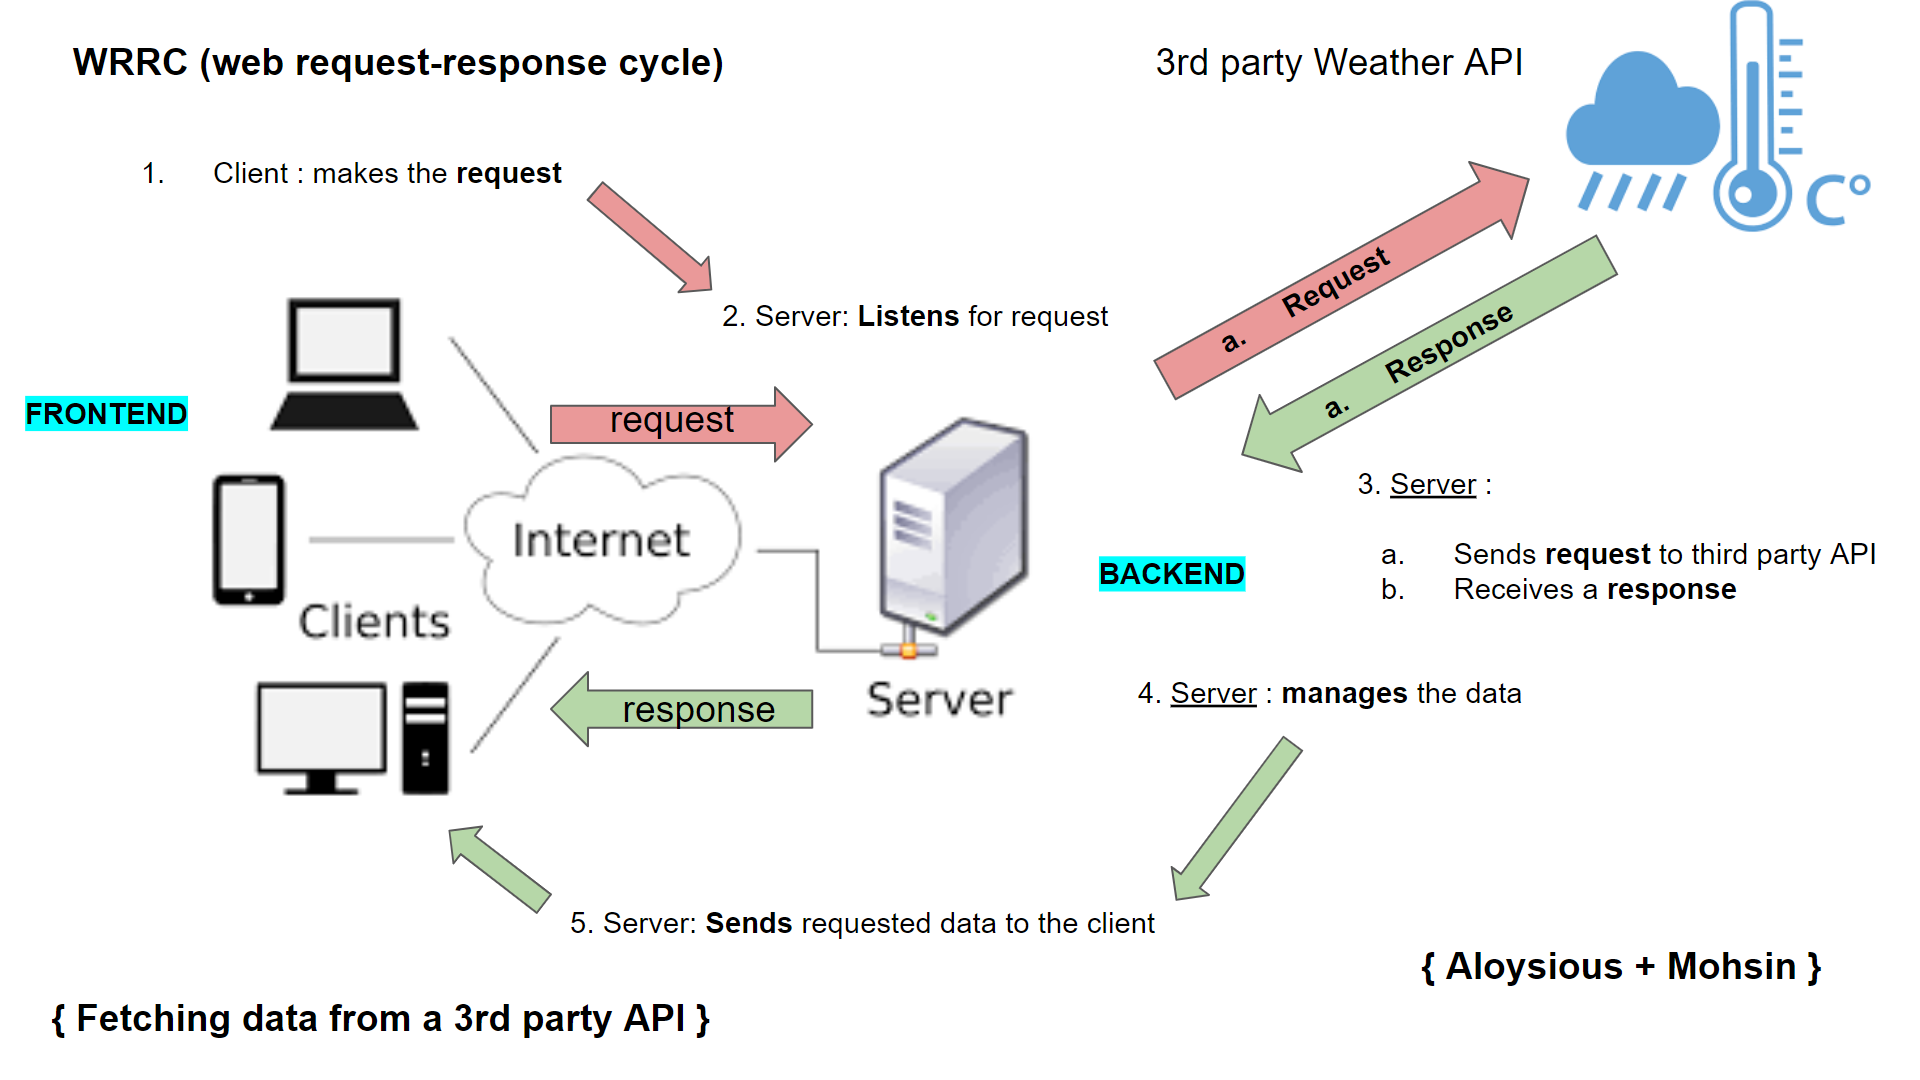 WRRC (web request-response cycle)
3rd party Weather API
1. Client : makes the request
2. Server: Listens for request
a. Request
a. Response
C°
FRONTEND
request
Internet
Clients
Server
response
BACKEND
3. Server :
a. Sends request to third party API
b. Receives a response
4. Server : manages the data
5. Server: Sends requested data to the client
{ Aloysious + Mohsin }
{ Fetching data from a 3rd party API }